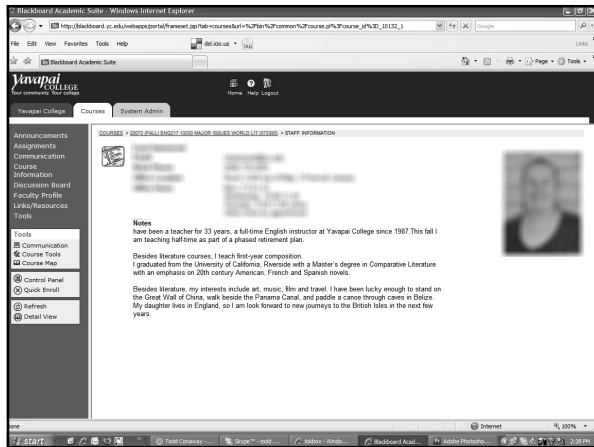 Blackboard Academic Suite - Windows Internet Explorer
http://blackboard.yc.edu/webapps/portal/frameset.jsp?tab=courses&url=%2Fbin%2Fcommon%2Fcourse.pl%3Fcourse_id%3D_10132_1
Google
File Edit View Favorites Tools Help
del.icio.us TAG
Links
Blackboard Academic Suite
Page Tools
Yavapai
COLLEGE
Your community. Your college.
Home Help Logout
Yavapai College Courses System Admin
COURSES > 20073 (FALL) ENG217 10030 MAJOR ISSUES WORLD LIT (073393) > STAFF INFORMATION
Announcements
Assignments
Communication
Course
Information
Discussion Board
Faculty Profile
Links/Resources
Tools
Tools
Communication
Course Tools
Course Map
Control Panel
Quick Enroll
Refresh
Detail View
Notes
have been a teacher for 33 years, a full-time English instructor at Yavapai College since 1987.This fall I
am teaching half-time as part of a phased retirement plan.
Besides literature courses, I teach first-year composition.
I graduated from the University of California, Riverside with a Master's degree in Comparative Literature
with an emphasis on 20th century American, French and Spanish novels.
Besides literature, my interests include art, music, film and travel. I have been lucky enough to stand on
the Great Wall of China, walk beside the Panama Canal, and paddle a canoe through caves in Belize.
My daughter lives in England, so I am look forward to new journeys to the British Isles in the next few
years.
one
Internet
100%
start
Todd Conaway -...
Skype™ - todd....
tokbox - Windo...
Blackboard Acad...
Adobe Photosho...
2:28 PM